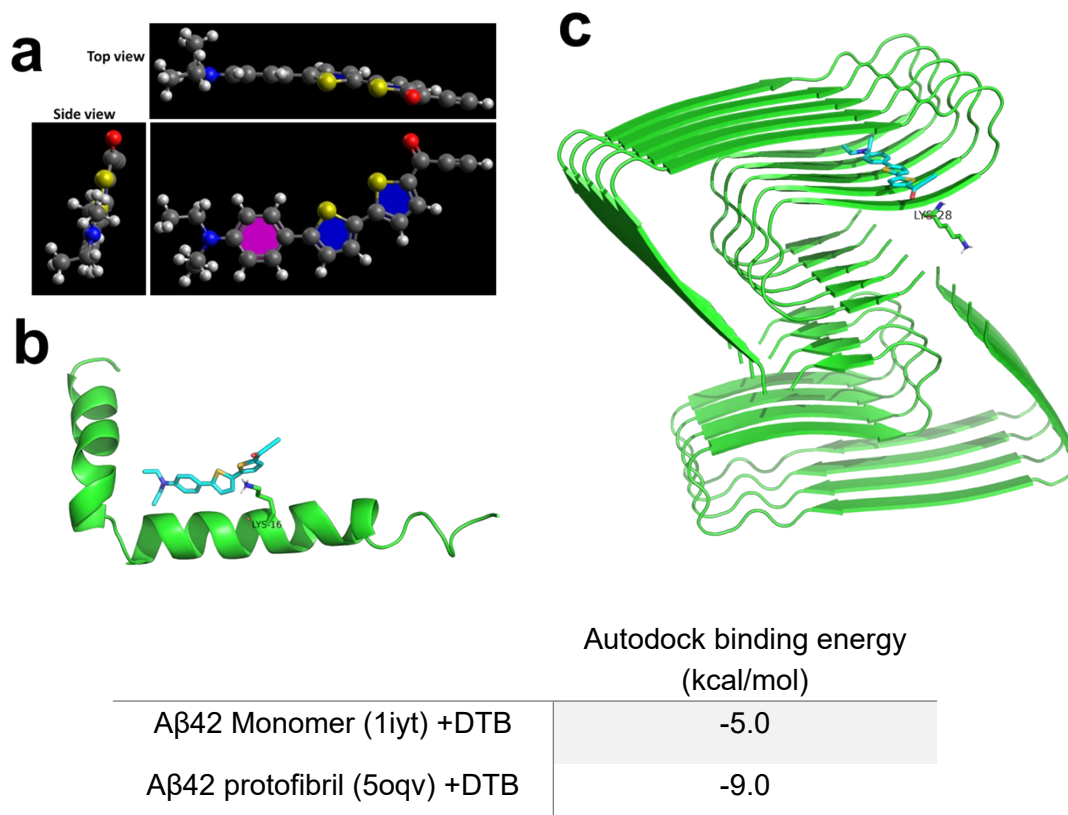 a
Top view
Side view
b
LYS-16
c
LYS-28
Autodock binding energy
(kcal/mol)
Aβ42 Monomer (1iyt) +DTB
-5.0
Aβ42 protofibril (5oqv) +DTB
-9.0